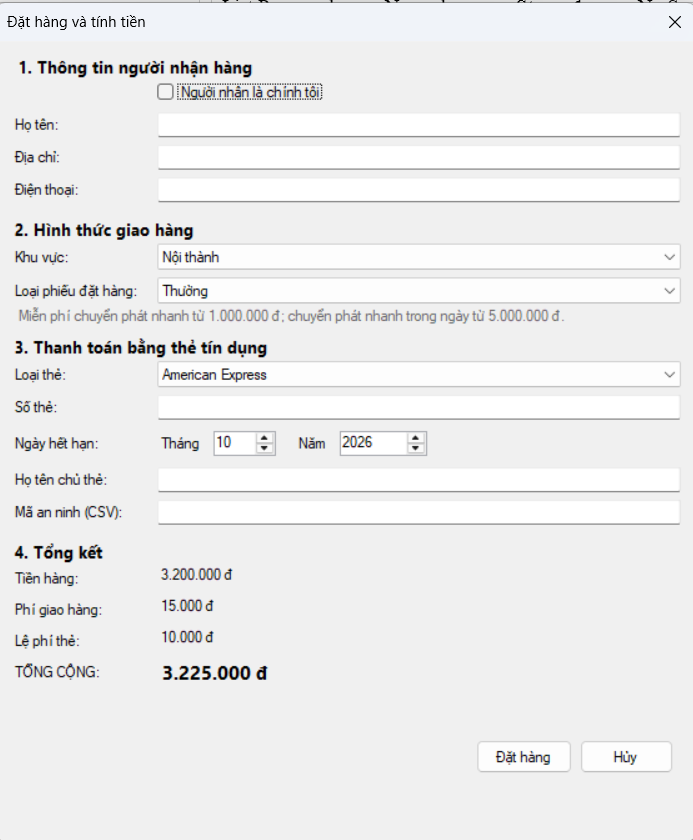 Đặt hàng và tính tiền
1. Thông tin người nhận hàng
Người nhận là chính tôi
Họ tên:
Địa chỉ:
Điện thoại:
2. Hình thức giao hàng
Khu vực: Nội thành
Loại phiếu đặt hàng: Thường
Miễn phí chuyển phát nhanh từ 1.000.000 đ; chuyển phát nhanh trong ngày từ 5.000.000 đ.
3. Thanh toán bằng thẻ tín dụng
Loại thẻ: American Express
Số thẻ:
Ngày hết hạn: Tháng 10 Năm 2026
Họ tên chủ thẻ:
Mã an ninh (CSV):
4. Tổng kết
Tiền hàng: 3.200.000 đ
Phí giao hàng: 15.000 đ
Lệ phí thẻ: 10.000 đ
TỔNG CỘNG: 3.225.000 đ
Đặt hàng Hủy